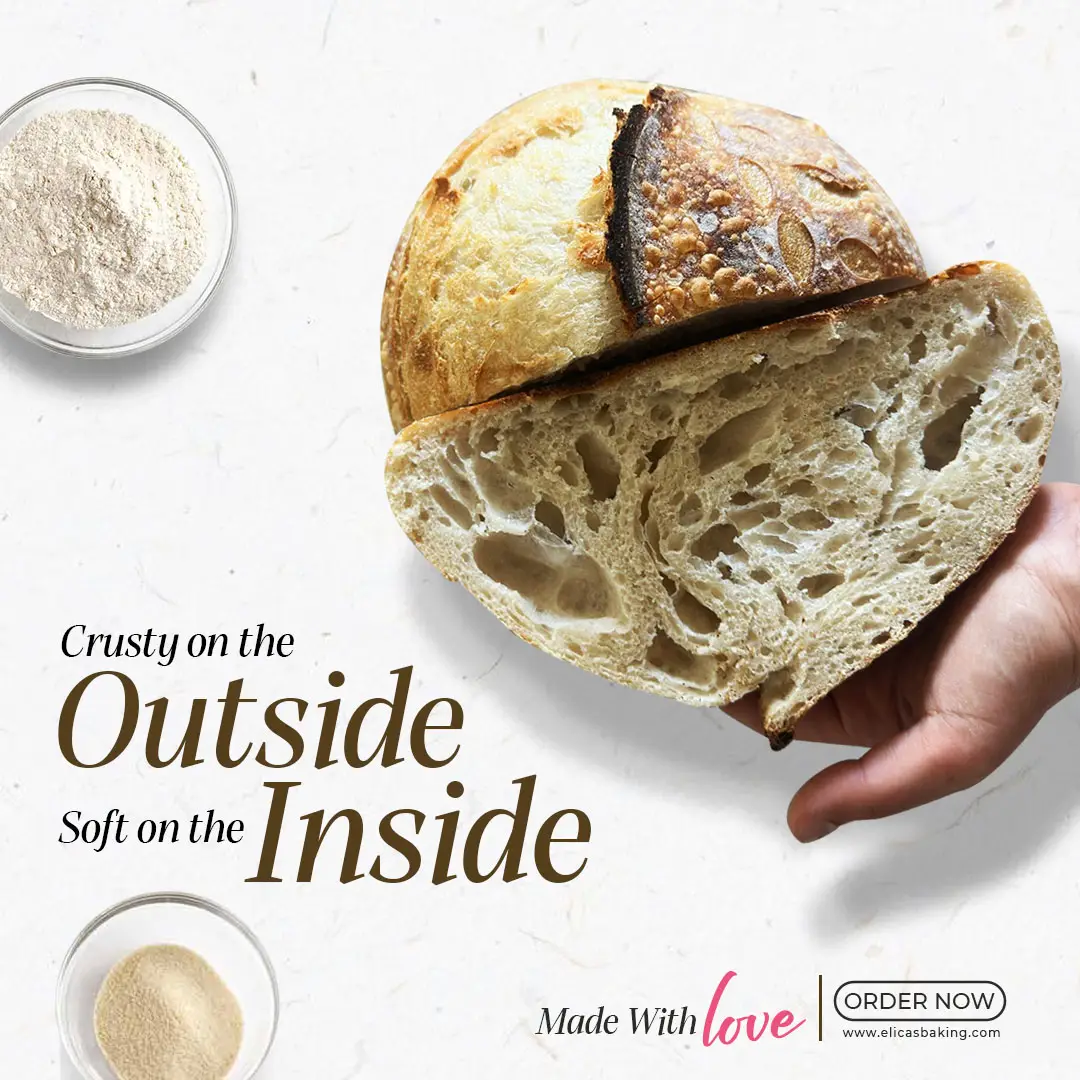 Crusty on the
Outside
Soft on the Inside
Made With love
ORDER NOW
www.elicasbaking.com